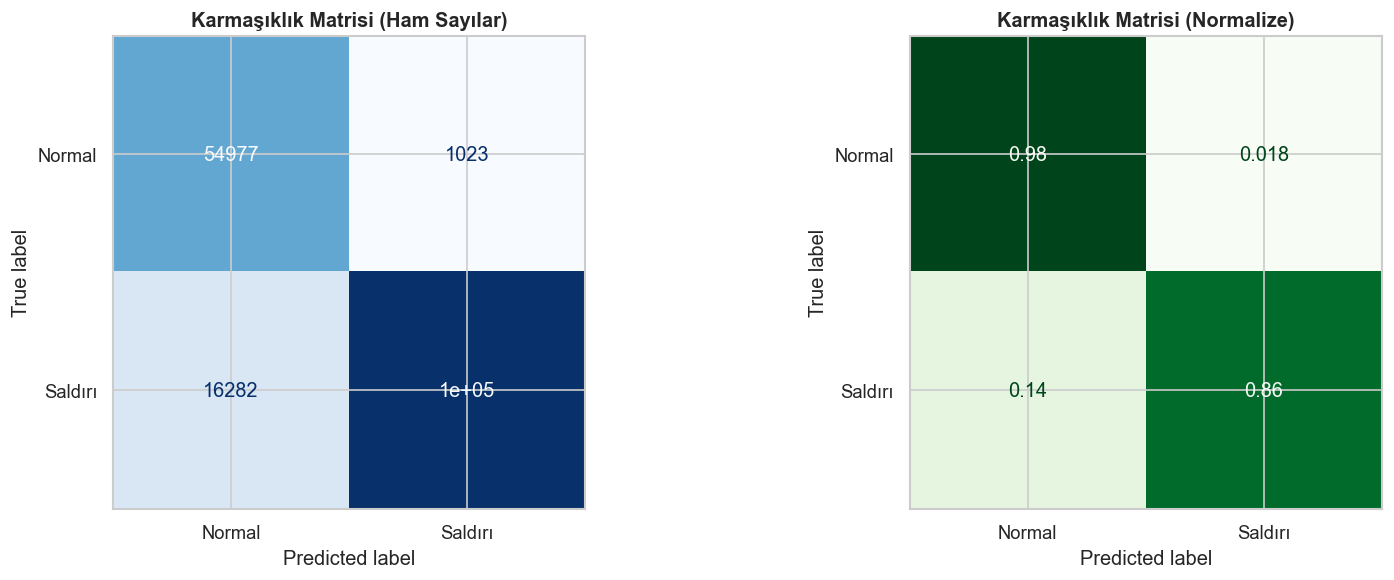 Karmaşıklık Matrisi (Ham Sayılar)
True label
Normal
54977
1023
Saldırı
16282
1e+05
Normal
Saldırı
Predicted label
Karmaşıklık Matrisi (Normalize)
True label
Normal
0.98
0.018
Saldırı
0.14
0.86
Normal
Saldırı
Predicted label